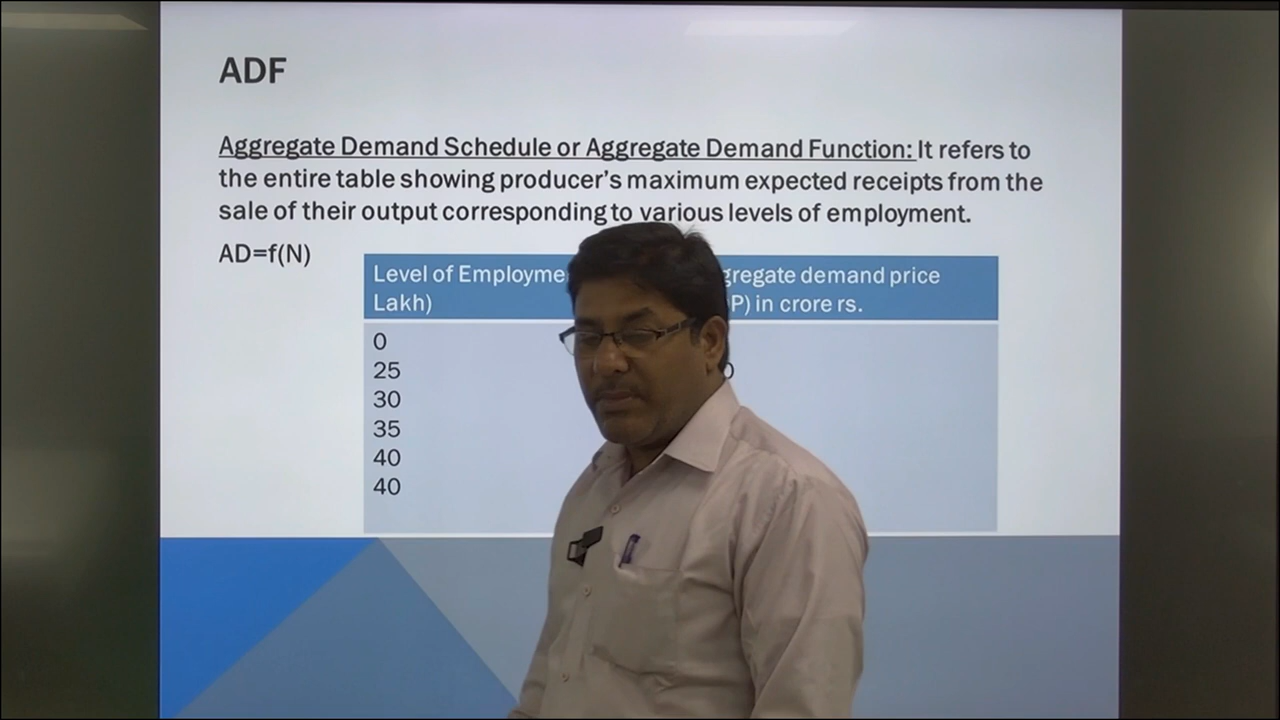 ADF
Aggregate Demand Schedule or Aggregate Demand Function: It refers to
the entire table showing producer's maximum expected receipts from the
sale of their output corresponding to various levels of employment.
AD=f(N)
Level of demand price
Lakh) in crore rs.
0
25
30
35
40
40